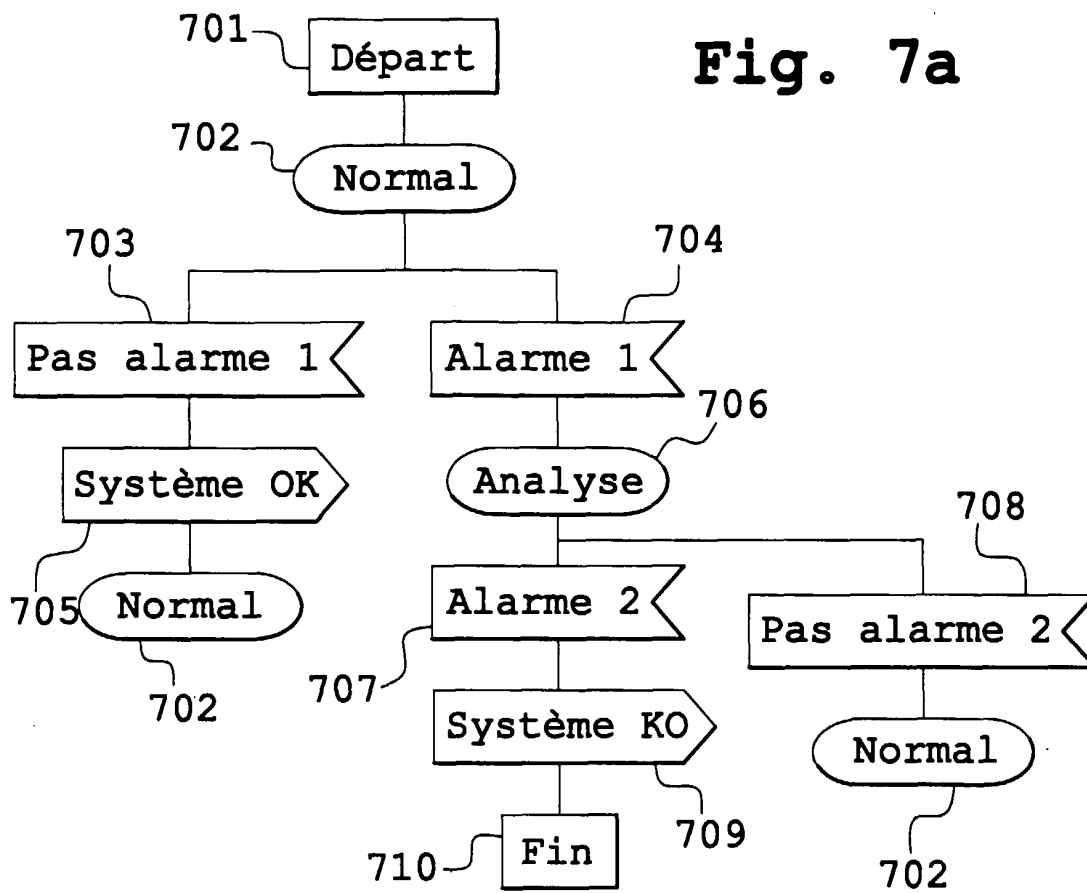 701
Départ
Fig. 7a
702
Normal
703
704
Pas alarme 1
Alarme 1
706
Système OK
Analyse
708
705
Normal
Alarme 2
Pas alarme 2
707
702
Système KO
Normal
710
Fin
709
702